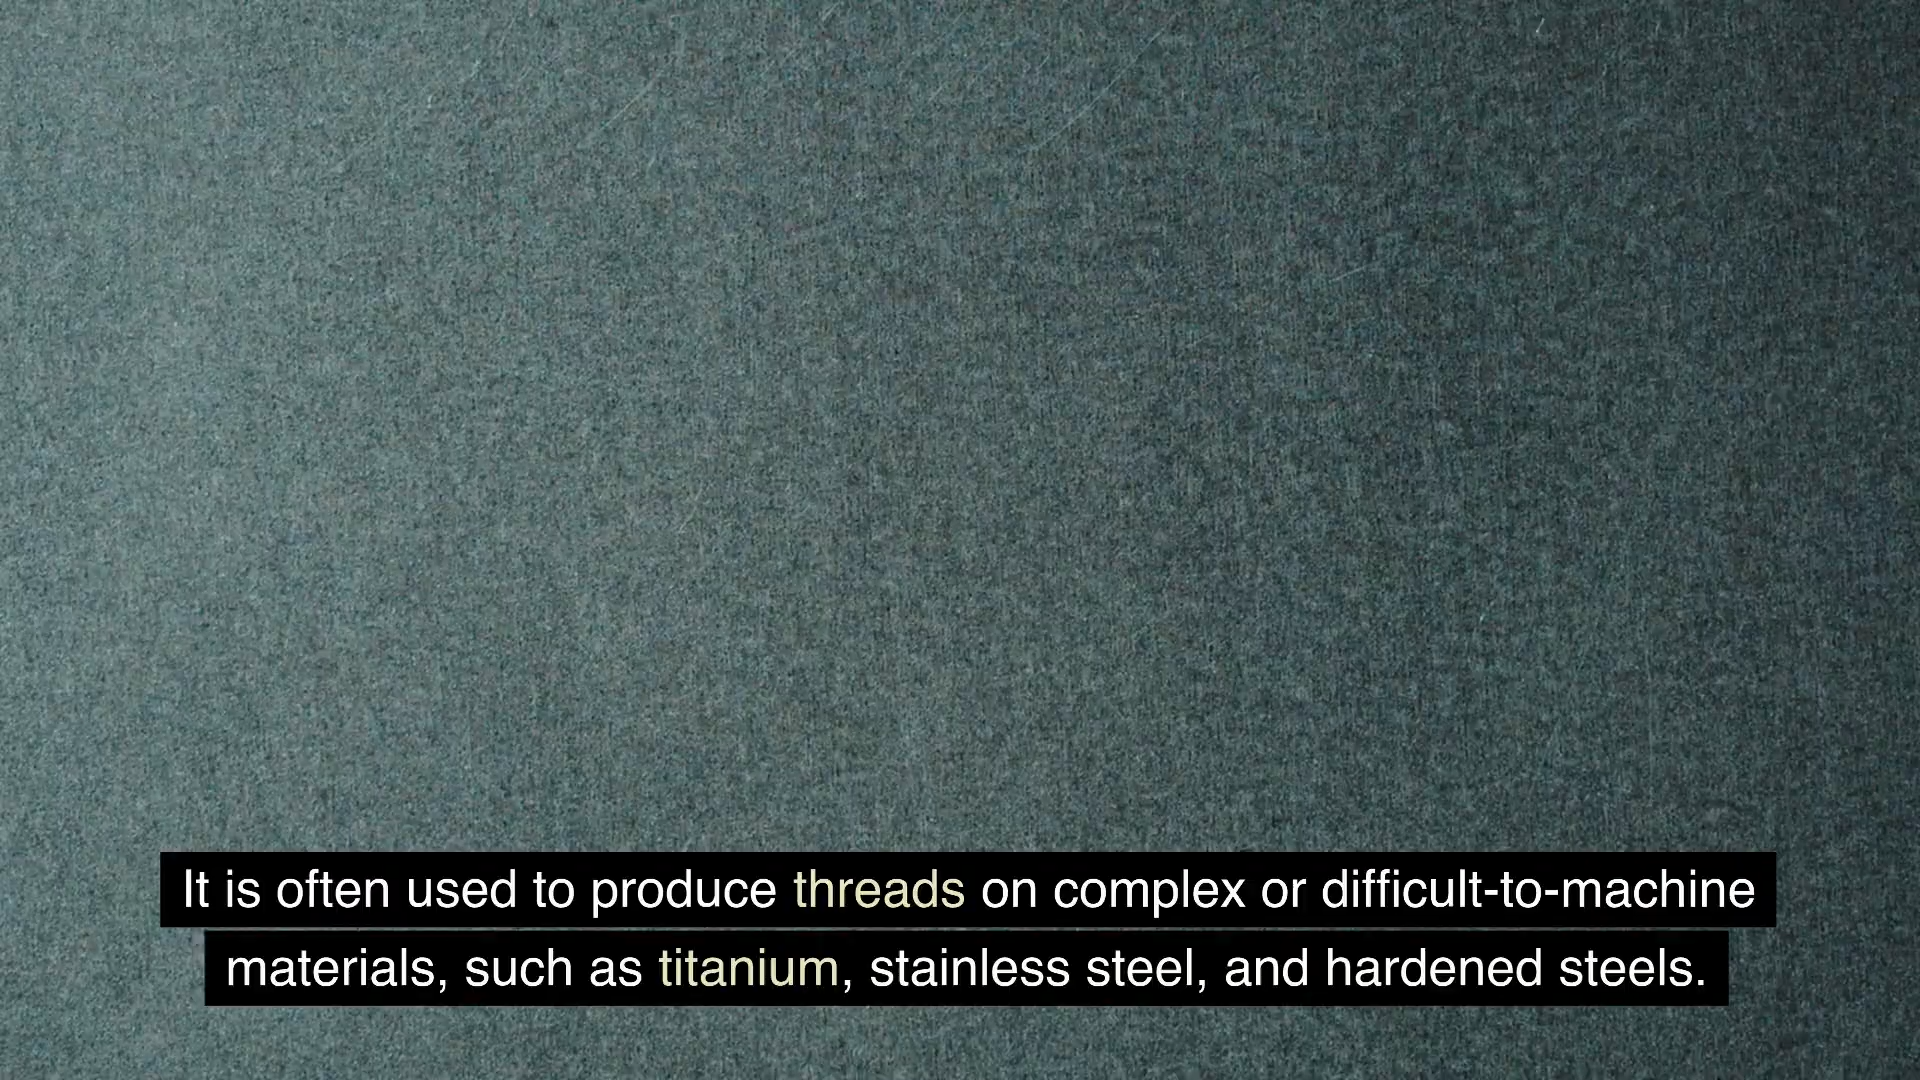 It is often used to produce threads on complex or difficult-to-machine
materials, such as titanium, stainless steel, and hardened steels.